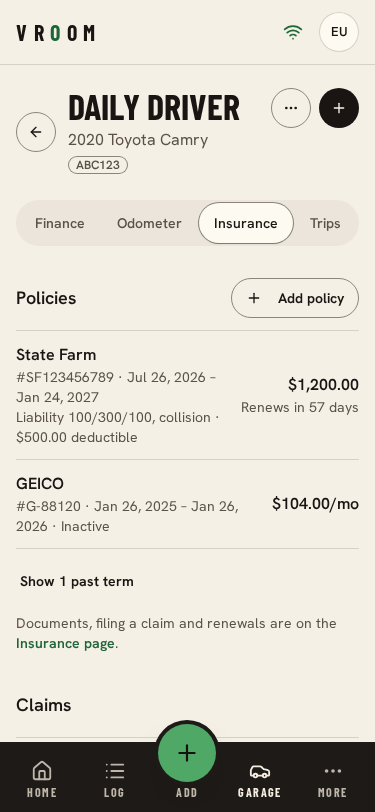 VROOM
EU
DAILY DRIVER
2020 Toyota Camry
ABC123
Finance
Odometer
Insurance
Trips
Policies
Add policy
State Farm
#SF123456789 · Jul 26, 2026 –
Jan 24, 2027
Liability 100/300/100, collision ·
$500.00 deductible
$1,200.00
Renews in 57 days
GEICO
#G-88120 · Jan 26, 2025 – Jan 26,
2026 · Inactive
$104.00/mo
Show 1 past term
Documents, filing a claim and renewals are on the
Insurance page.
Claims
HOME
LOG
ADD
GARAGE
MORE